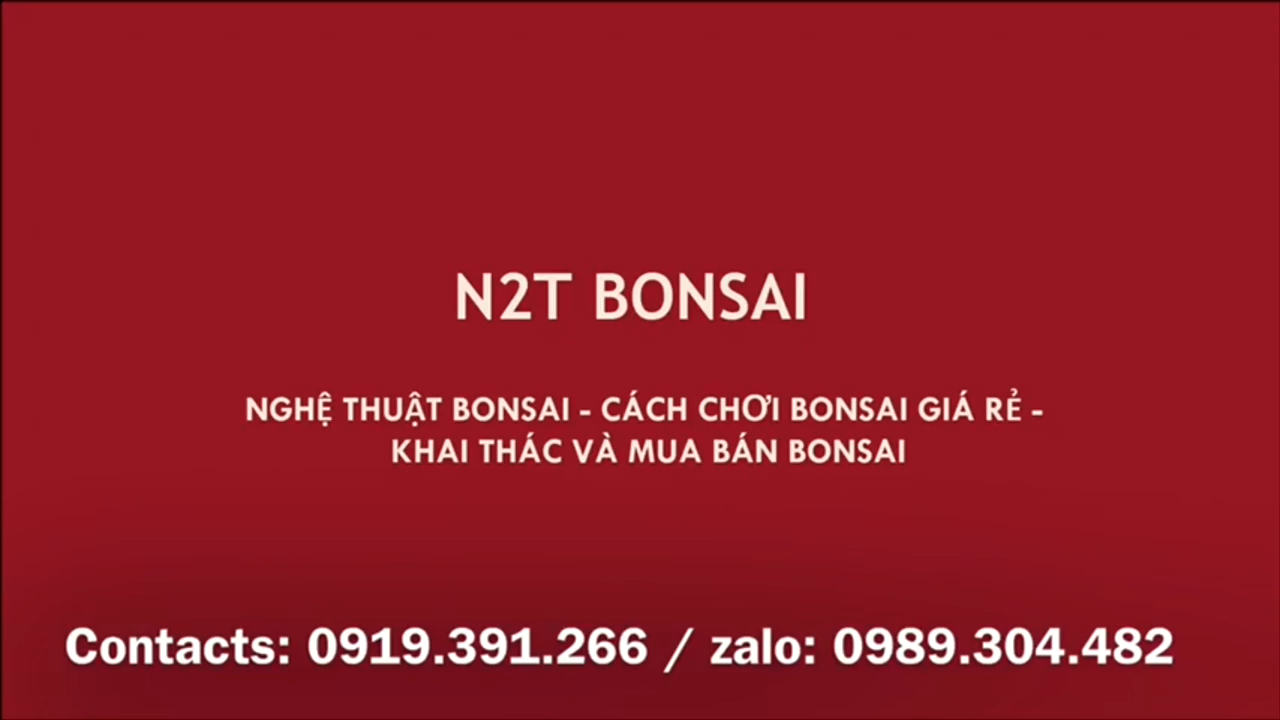 N2T BONSAI
NGHỆ THUẬT BONSAI - CÁCH CHƠI BONSAI GIÁ RẺ -
KHAI THÁC VÀ MUA BÁN BONSAI
Contacts: 0919.391.266 / zalo: 0989.304.482